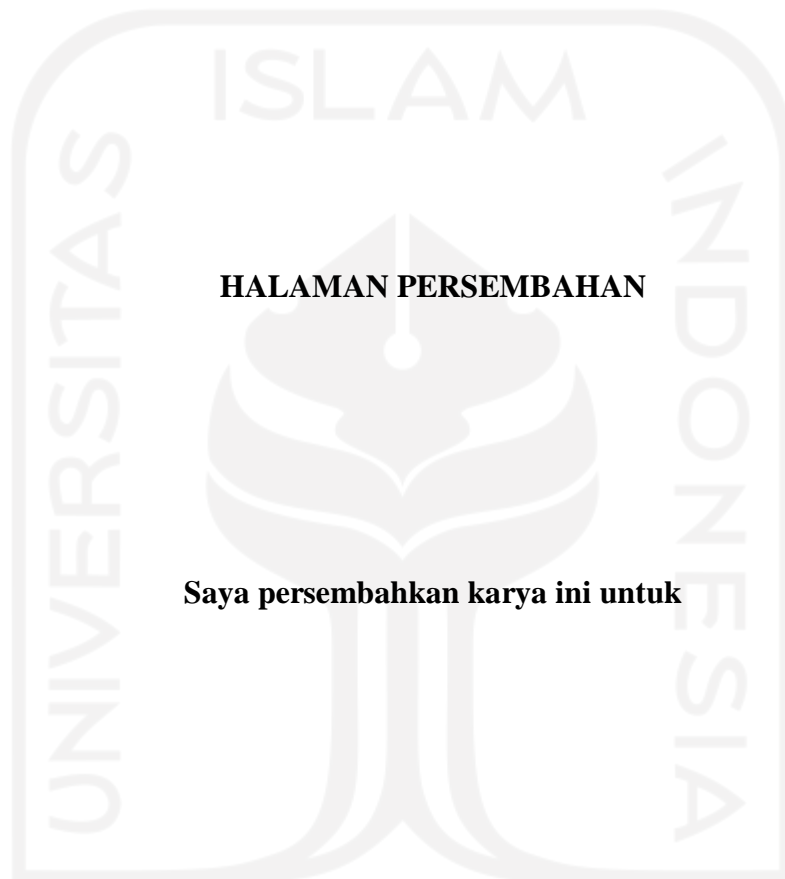 ISLAM
UNIVERSITAS
INDONESIA
HALAMAN PERSEMBAHAN
Saya persembahkan karya ini untuk